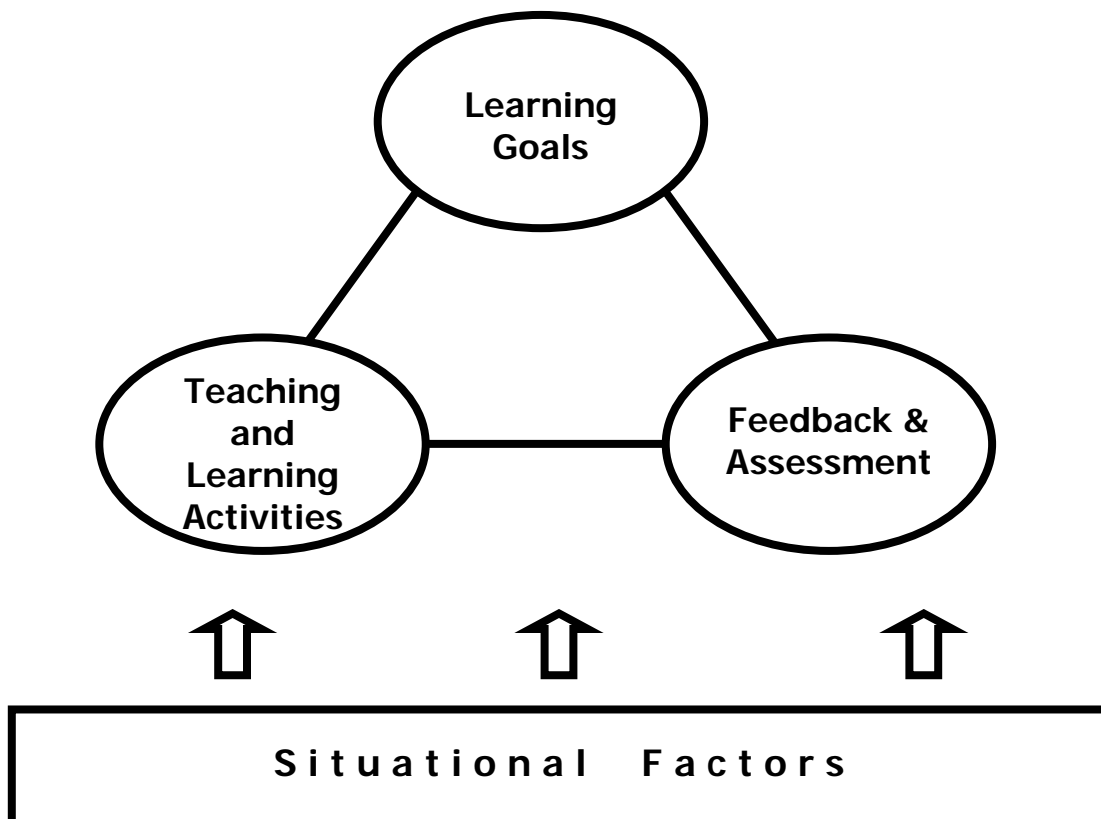 Learning
Goals
Teaching
and
Learning
Activities
Feedback &
Assessment
Situational Factors